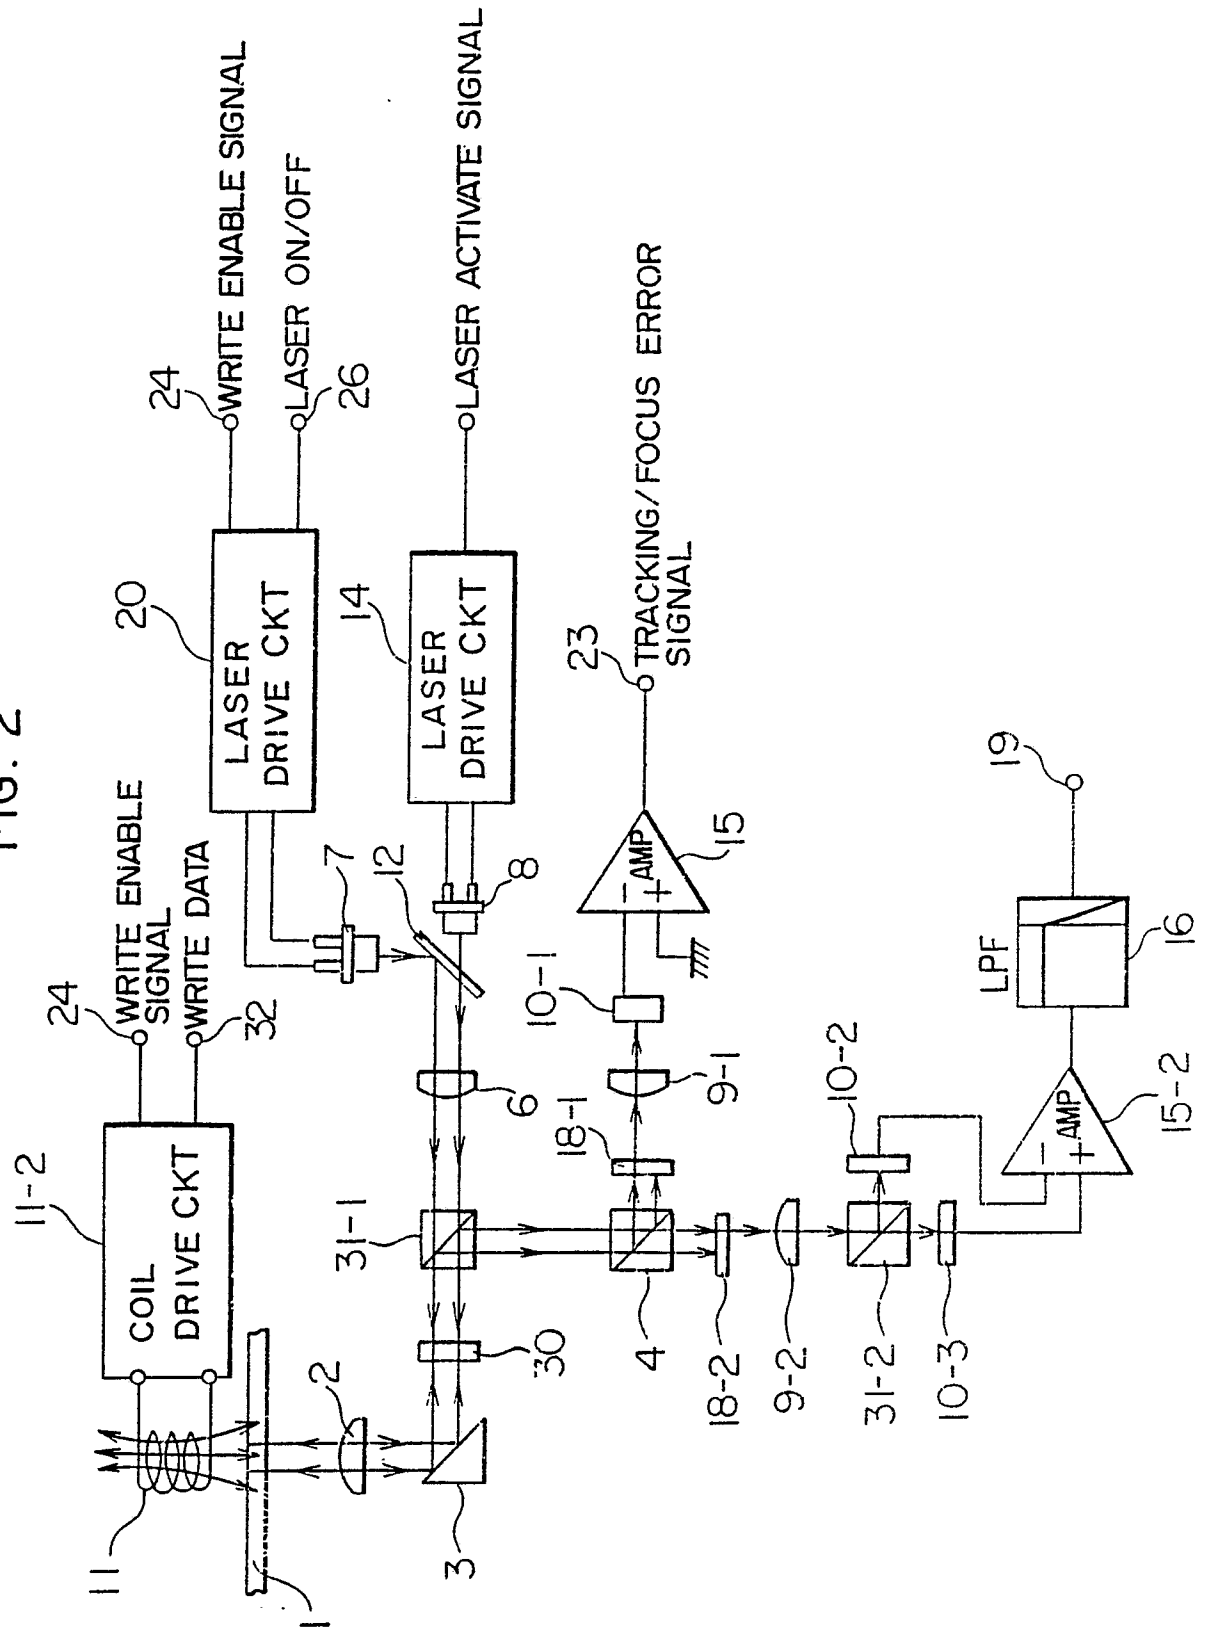 FIG. 2
11-2
24
WRITE ENABLE
SIGNAL
WRITE DATA
32
COIL
DRIVE CKT
11
1
2
3
30
31-1
6
12
7
8
20
LASER
DRIVE CKT
24
WRITE ENABLE SIGNAL
LASER ON/OFF
26
14
LASER
DRIVE CKT
LASER ACTIVATE SIGNAL
4
18-1
9-1
10-1
AMP
−
+
15
23
TRACKING/FOCUS ERROR
SIGNAL
18-2
9-2
31-2
10-2
10-3
AMP
−
+
15-2
LPF
16
19